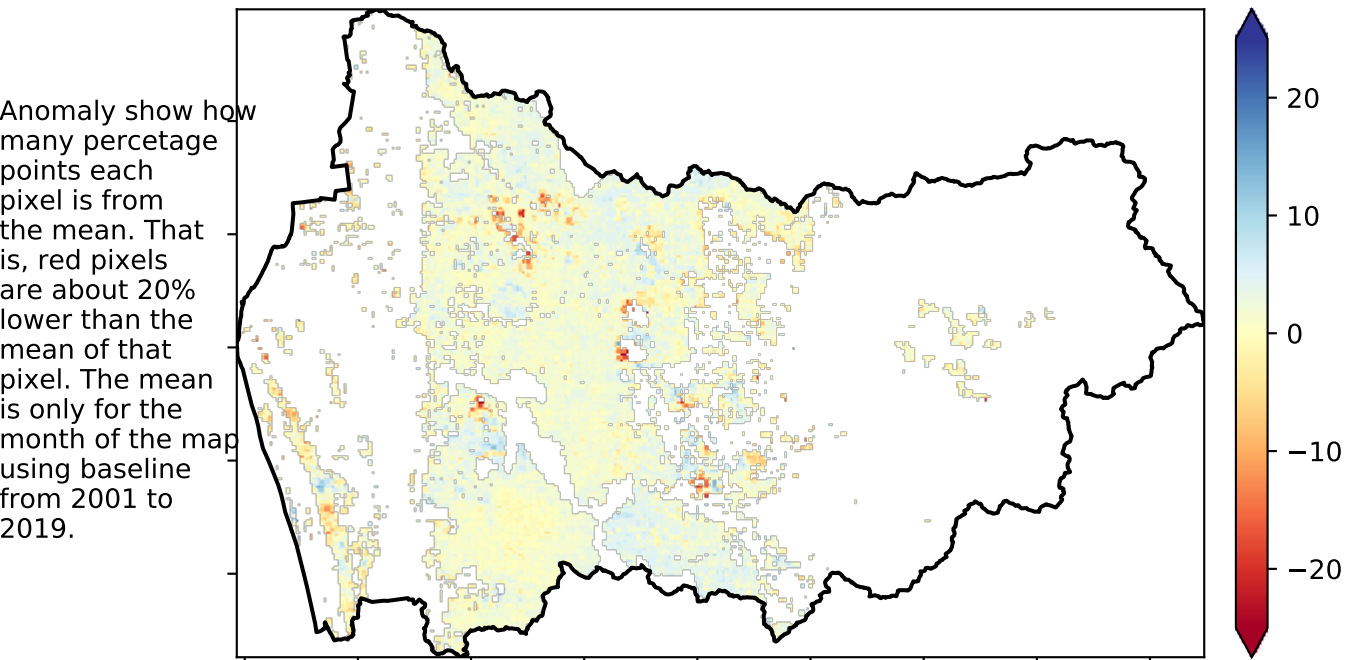 Anomaly show how
many percetage
points each
pixel is from
the mean. That
is, red pixels
are about 20%
lower than the
mean of that
pixel. The mean
is only for the
month of the map
using baseline
from 2001 to
2019.
20
10
0
−10
−20